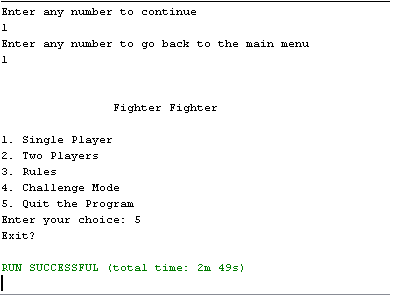 Enter any number to continue
1
Enter any number to go back to the main menu
1
Fighter Fighter
1. Single Player
2. Two Players
3. Rules
4. Challenge Mode
5. Quit the Program
Enter your choice: 5
Exit?
RUN SUCCESSFUL (total time: 2m 49s)